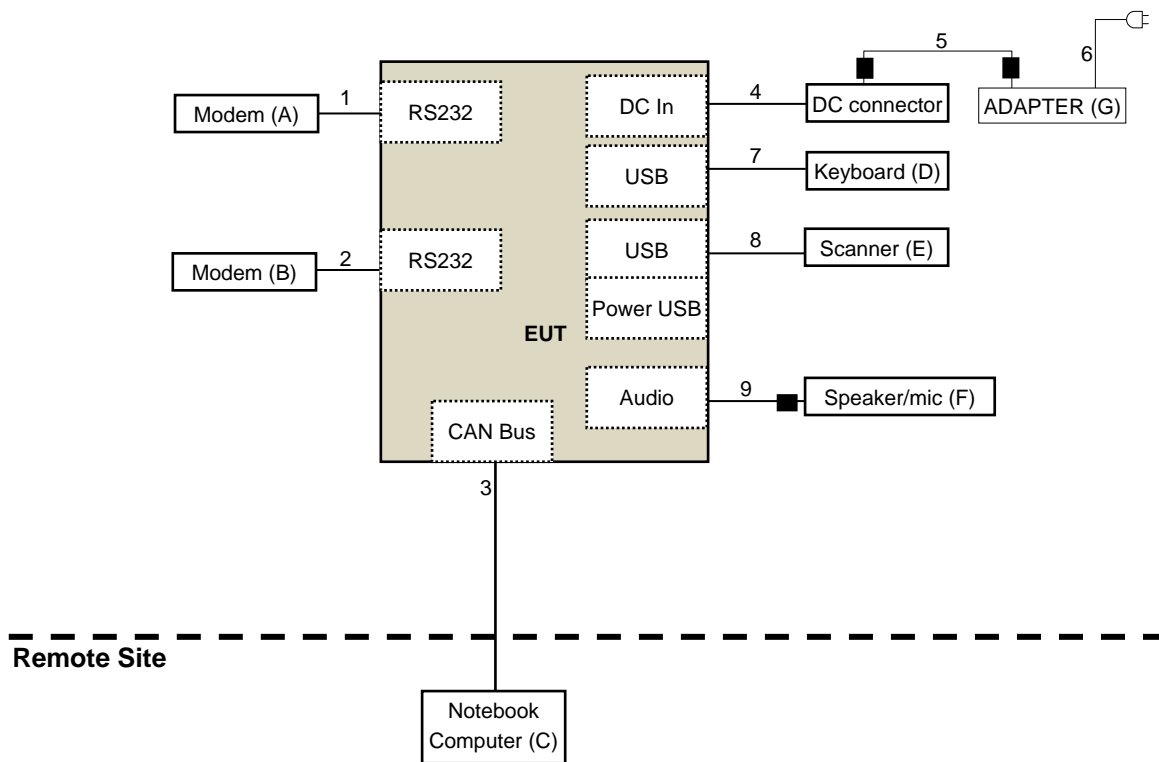 5
6
1
4
Modem (A)
RS232
DC In
DC connector
ADAPTER (G)
7
USB
Keyboard (D)
2
8
Modem (B)
RS232
USB
Scanner (E)
Power USB
EUT
9
Audio
Speaker/mic (F)
CAN Bus
3
Remote Site
Notebook
Computer (C)